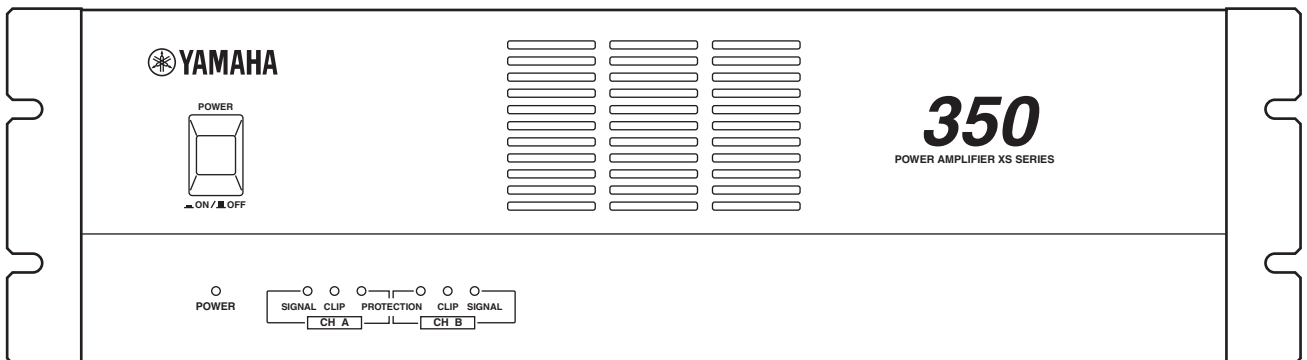 YAMAHA
POWER
ON / OFF
350
POWER AMPLIFIER XS SERIES
POWER
SIGNAL CLIP PROTECTION CLIP SIGNAL
CH A CH B